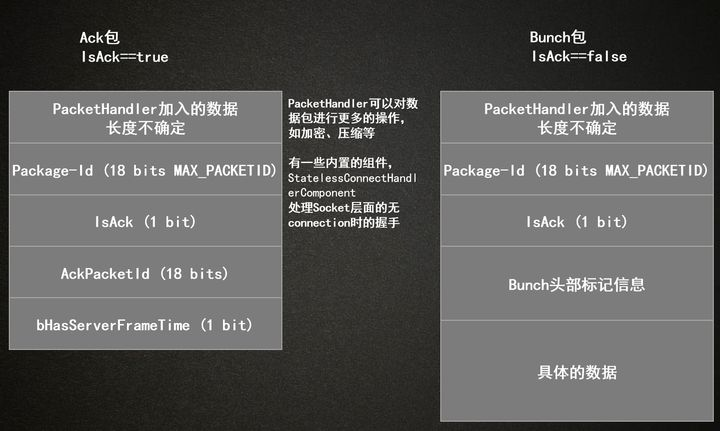 Ack包
IsAck==true
PacketHandler加入的数据
长度不确定
Package-Id (18 bits MAX_PACKETID)
IsAck (1 bit)
AckPacketId (18 bits)
bHasServerFrameTime (1 bit)
PacketHandler可以对数
据包进行更多的操作,
如加密、压缩等
有一些内置的组件,
StatelessConnectHandl
erComponent
处理Socket层面的无
connection时的握手
Bunch包
IsAck==false
PacketHandler加入的数据
长度不确定
Package-Id (18 bits MAX_PACKETID)
IsAck (1 bit)
Bunch头部标记信息
具体的数据